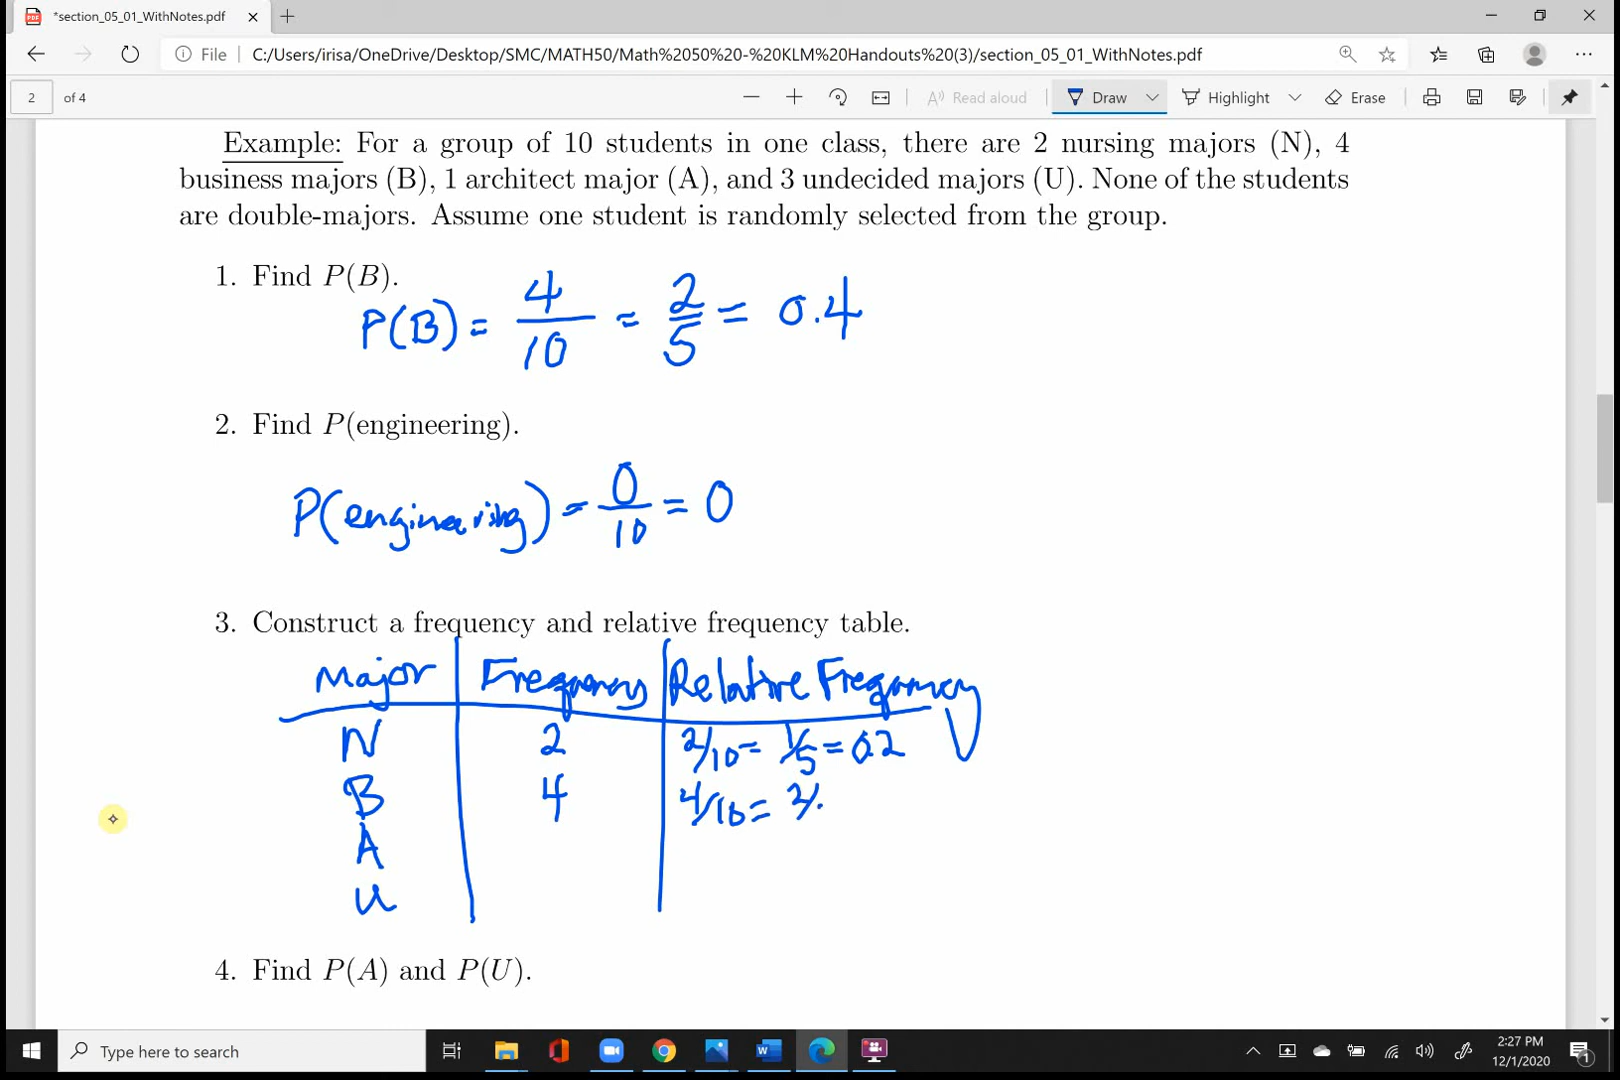 *section_05_01_WithNotes.pdf
File C:/Users/irisa/OneDrive/Desktop/SMC/MATH50/Math%2050%20-%20KLM%20Handouts%20(3)/section_05_01_WithNotes.pdf
2 of 4 Read aloud Draw Highlight Erase
Example: For a group of 10 students in one class, there are 2 nursing majors (N), 4
business majors (B), 1 architect major (A), and 3 undecided majors (U). None of the students
are double-majors. Assume one student is randomly selected from the group.
1. Find P(B).
P(B) = 4/10 = 2/5 = 0.4
2. Find P(engineering).
P(engineering) = 0/10 = 0
3. Construct a frequency and relative frequency table.
Major Frequency Relative Frequency
N 2 2/10 = 1/5 = 0.2
B 4 4/10 = 2/
A
U
4. Find P(A) and P(U).
Type here to search
2:27 PM
12/1/2020
1